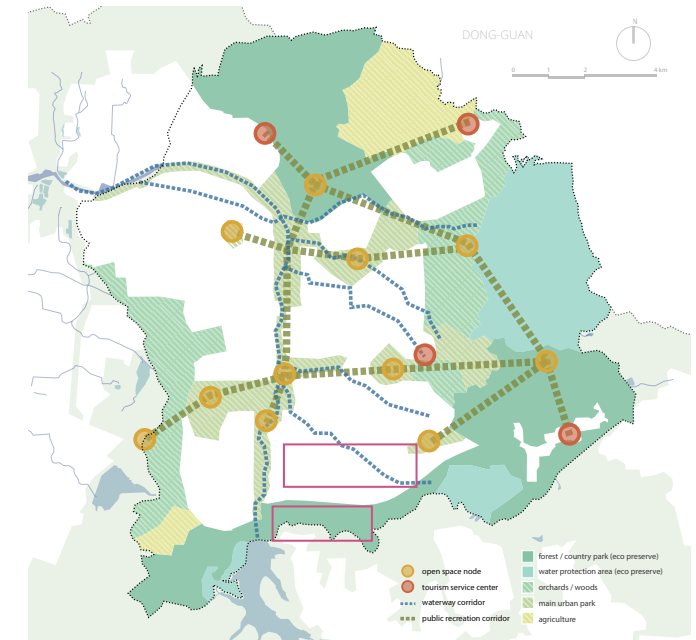 DONG-GUAN
N
0 1 2 4 km
open space node
tourism service center
waterway corridor
public recreation corridor
forest / country park (eco preserve)
water protection area (eco preserve)
orchards / woods
main urban park
agriculture